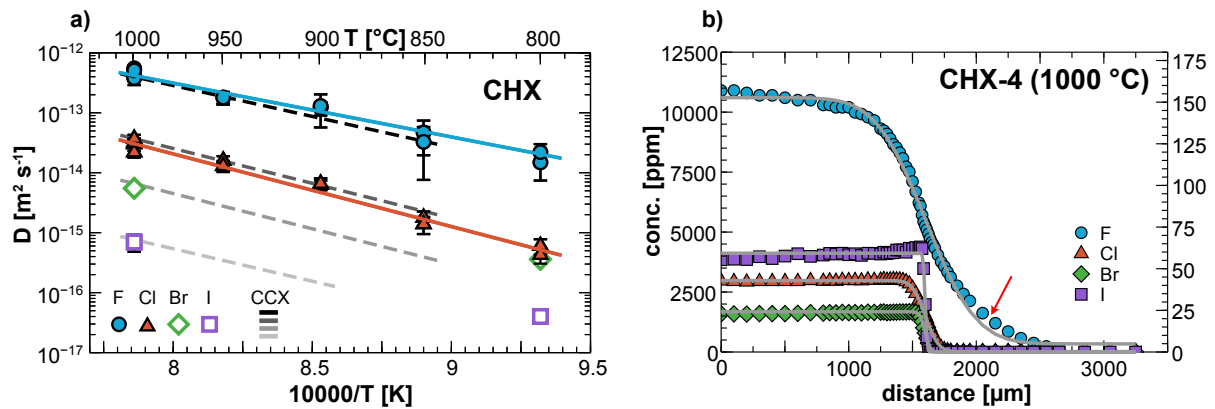 a)
1000 950 900 T [°C] 850 800
10-12
10-13
10-14
10-15
10-16
10-17
D [m2 s-1]
CHX
F Cl Br I CCX
8 8.5 9 9.5
10000/T [K]
b)
12500
10000
7500
5000
2500
0
conc. [ppm]
CHX-4 (1000 °C)
175
150
125
100
75
50
25
0
F
Cl
Br
I
0 1000 2000 3000
distance [µm]